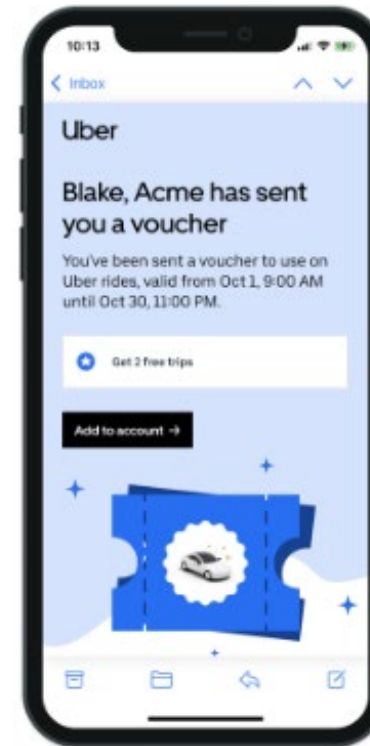 10:13
Inbox
Uber
Blake, Acme has sent
you a voucher
You've been sent a voucher to use on
Uber rides, valid from Oct 1, 9:00 AM
until Oct 30, 11:00 PM.
Get 2 free trips
Add to account →